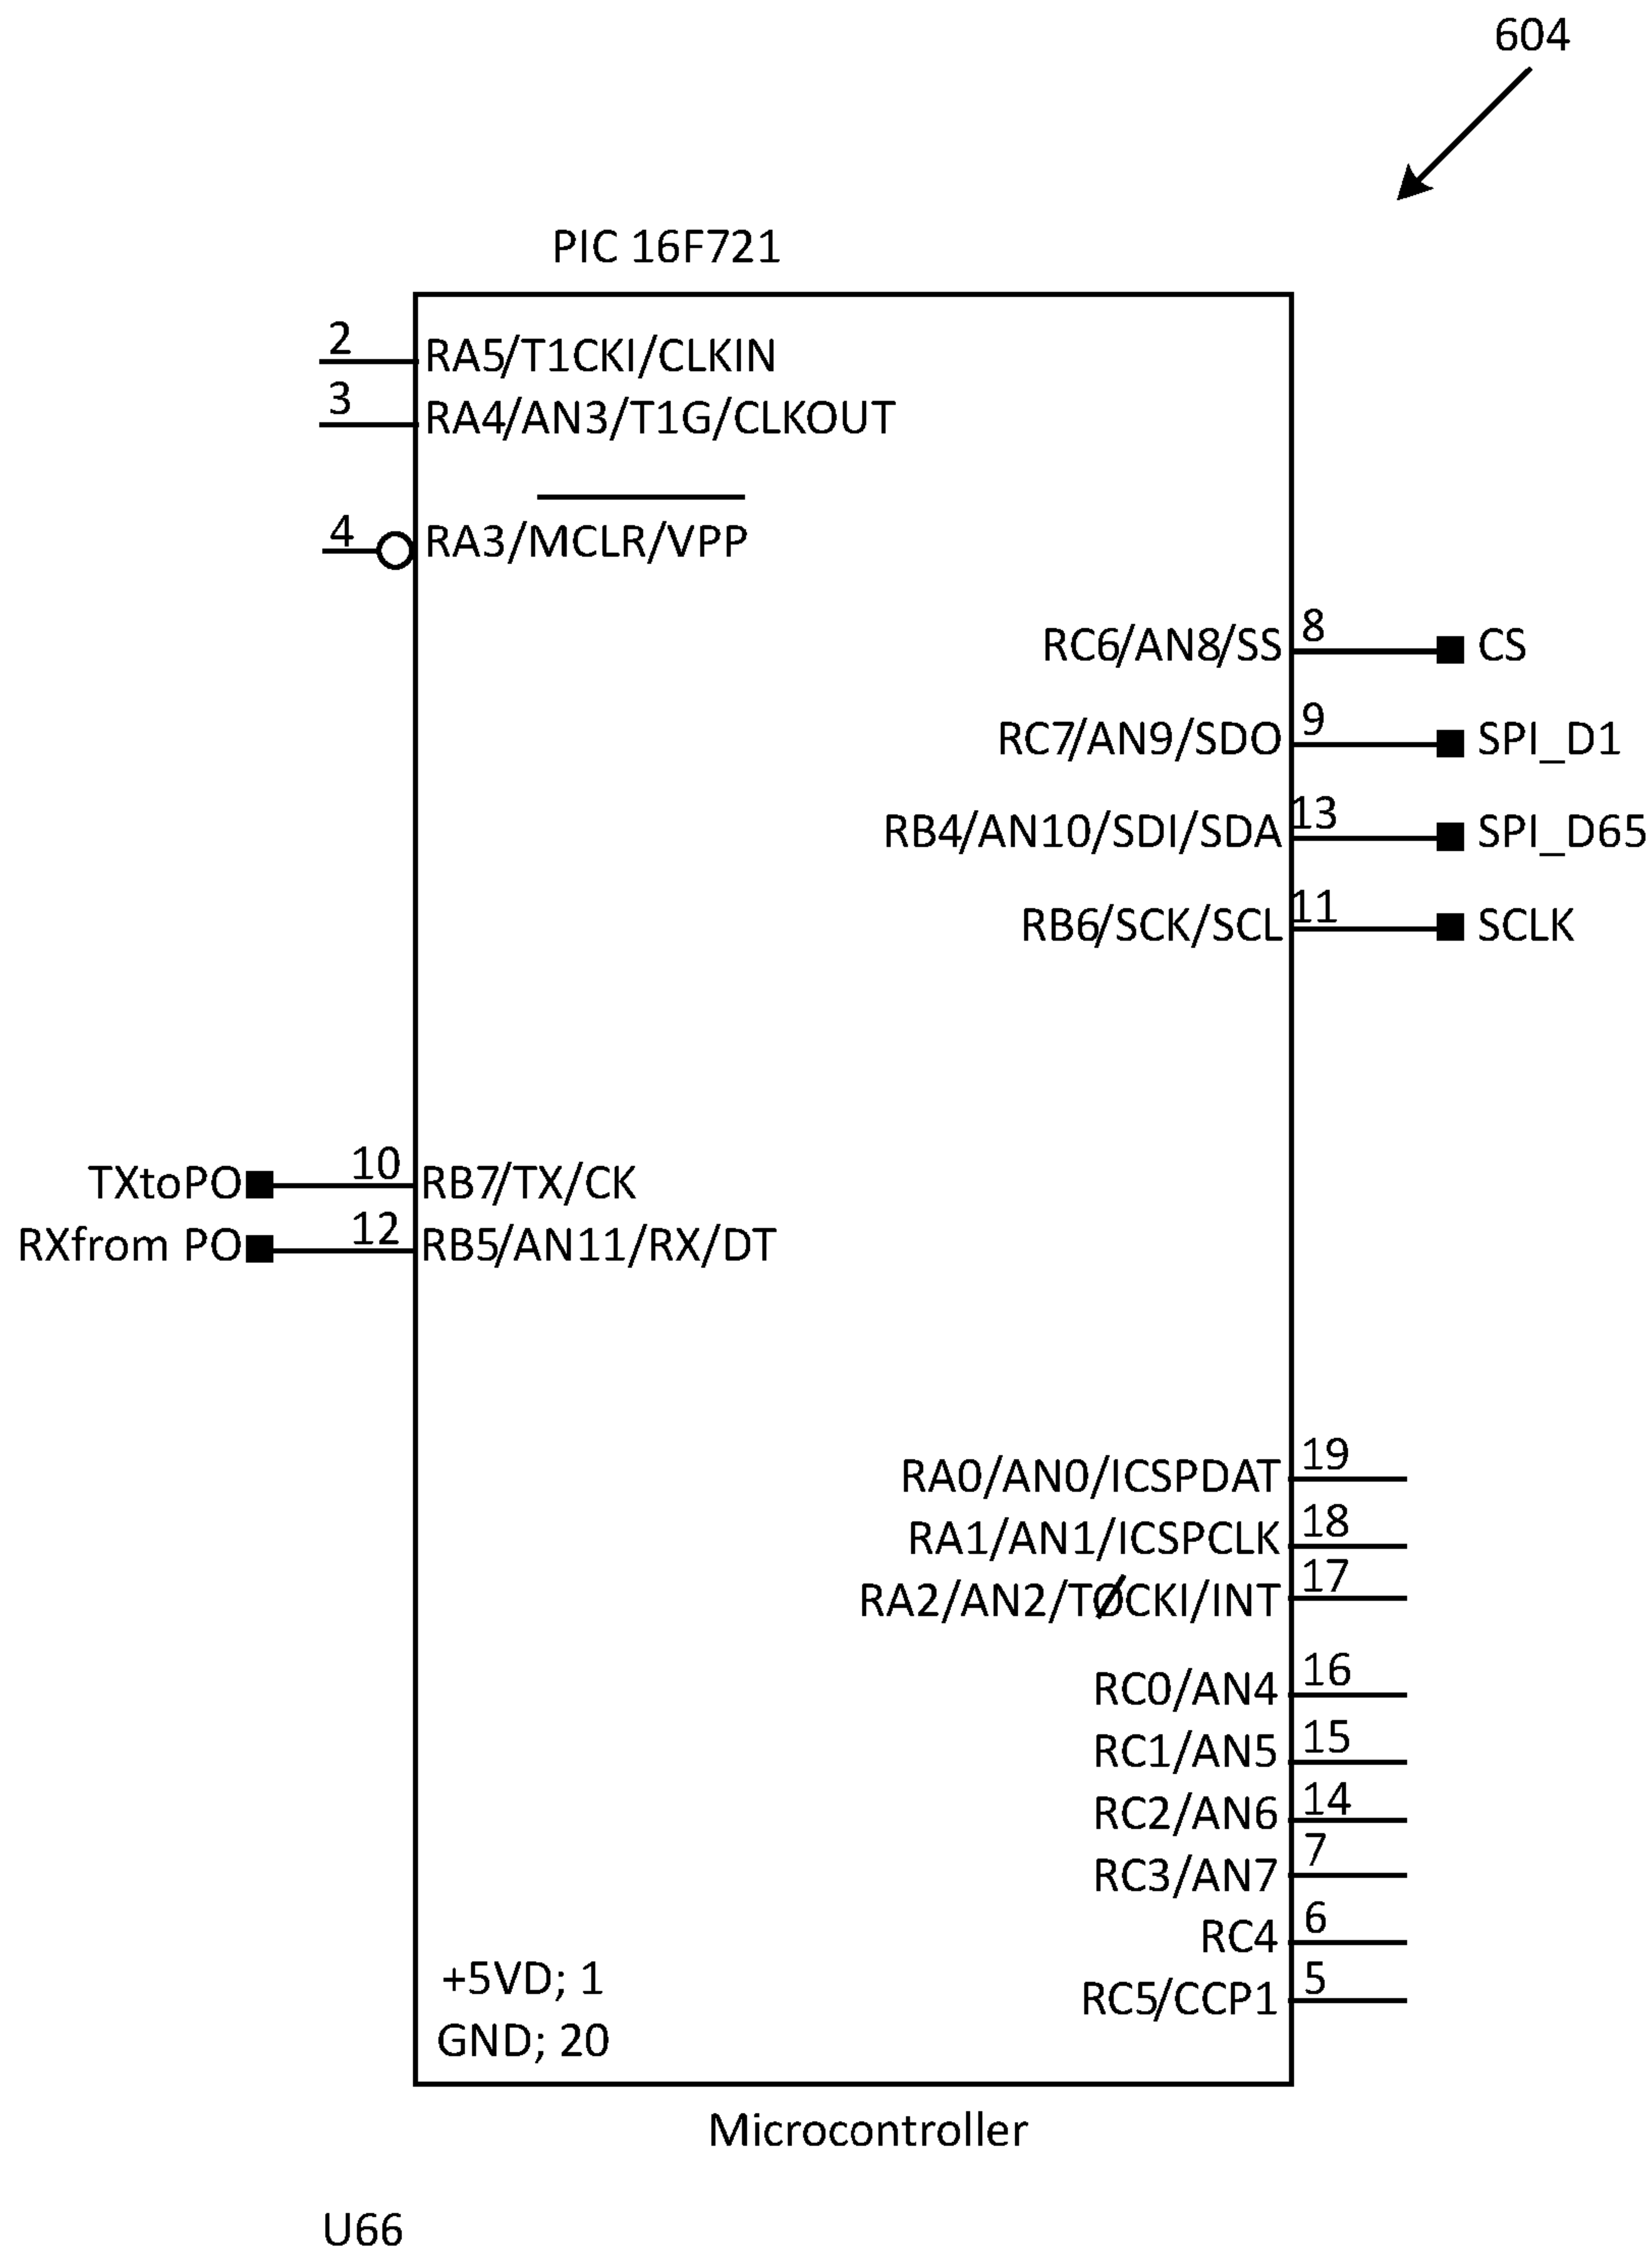 604
PIC 16F721
2 RA5/T1CKI/CLKIN
3 RA4/AN3/T1G/CLKOUT
4 RA3/MCLR/VPP
RC6/AN8/SS 8 CS
RC7/AN9/SDO 9 SPI_D1
RB4/AN10/SDI/SDA 13 SPI_D65
RB6/SCK/SCL 11 SCLK
TXtoPO 10 RB7/TX/CK
RXfrom PO 12 RB5/AN11/RX/DT
RA0/AN0/ICSPDAT 19
RA1/AN1/ICSPCLK 18
RA2/AN2/TØCKI/INT 17
RC0/AN4 16
RC1/AN5 15
RC2/AN6 14
RC3/AN7 7
RC4 6
RC5/CCP1 5
+5VD; 1
GND; 20
Microcontroller
U66